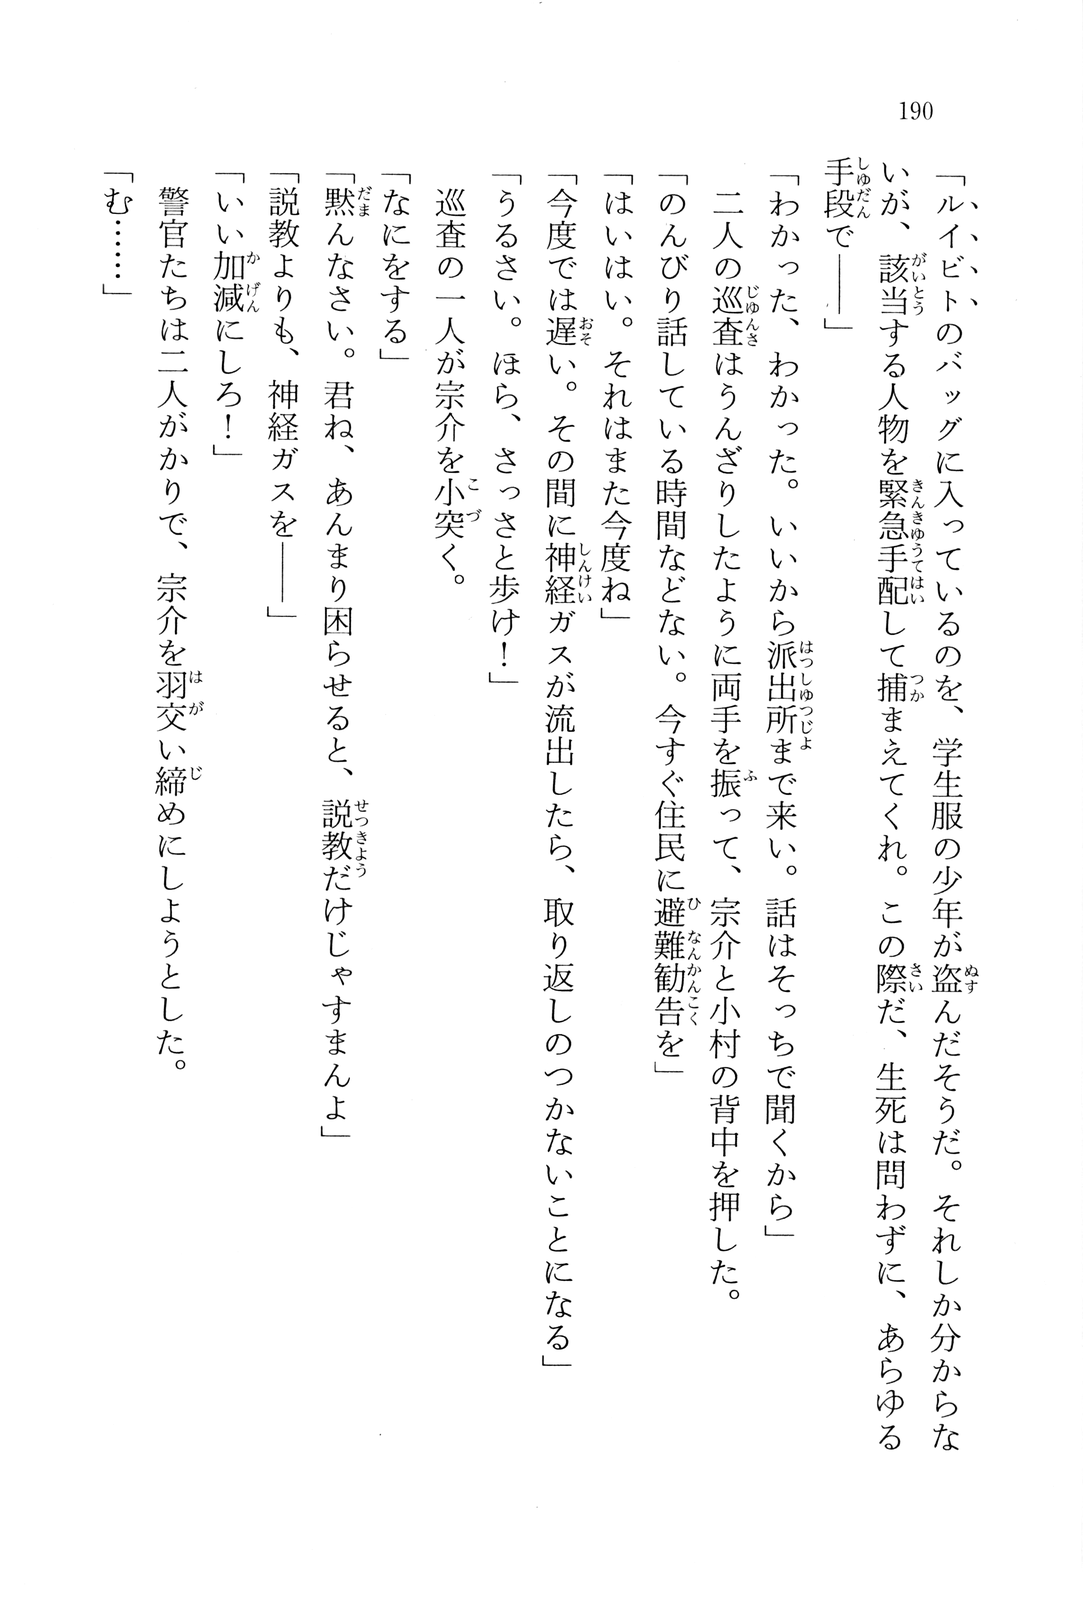 190
「ルイビトのバッグに入っているのを、学生服の少年が盗んだそうだ。それしか分からな
いが、該当する人物を緊急手配して捕まえてくれ。この際だ、生死は問わずに、あらゆる
手段で――」
「わかった、わかった。いいから派出所まで来い。話はそっちで聞くから」
　二人の巡査はうんざりしたように両手を振って、宗介と小村の背中を押した。
「のんびり話している時間などない。今すぐ住民に避難勧告を」
「はいはい。それはまた今度ね」
「今度では遅い。その間に神経ガスが流出したら、取り返しのつかないことになる」
「うるさい。ほら、さっさと歩け！」
　巡査の一人が宗介を小突く。
「なにをする」
「黙んなさい。君ね、あんまり困らせると、説教だけじゃすまんよ」
「説教よりも、神経ガスを――」
「いい加減にしろ！」
　警官たちは二人がかりで、宗介を羽交い締めにしようとした。
「む……」